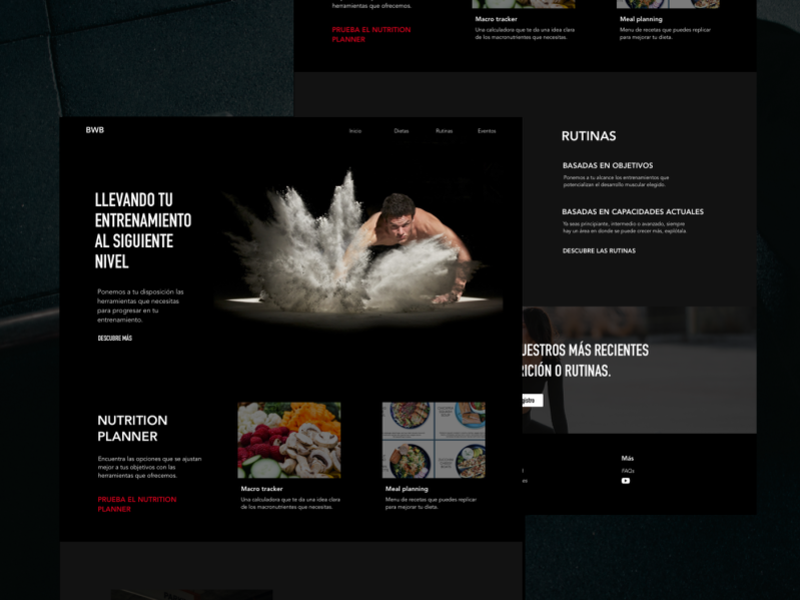 herramientas que ofrecemos.
PRUEBA EL NUTRITION
PLANNER
Macro tracker
Una calculadora que te da una idea clara
de los macronutrientes que necesitas.
Meal planning
Menu de recetas que puedes replicar
para mejorar tu dieta.
BWB
Inicio
Dietas
Rutinas
Eventos
LLEVANDO TU
ENTRENAMIENTO
AL SIGUIENTE
NIVEL
Ponemos a tu disposición las
herramientas que necesitas
para progresar en tu
entrenamiento.
DESCUBRE MÁS
NUTRITION
PLANNER
Encuentra las opciones que se ajustan
mejor a tus objetivos con las
herramientas que ofrecemos.
PRUEBA EL NUTRITION
PLANNER
Macro tracker
Una calculadora que te da una idea clara
de los macronutrientes que necesitas.
Meal planning
Menu de recetas que puedes replicar
para mejorar tu dieta.
RUTINAS
BASADAS EN OBJETIVOS
Ponemos a tu alcance los entrenamientos que
potencializan el desarrollo muscular elegido.
BASADAS EN CAPACIDADES ACTUALES
Ya seas principiante, intermedio o avanzado, siempre
hay un área en donde se puede crecer más, explótala.
DESCUBRE LAS RUTINAS
UESTROS MÁS RECIENTES
RICIÓN O RUTINAS.
Más
FAQs